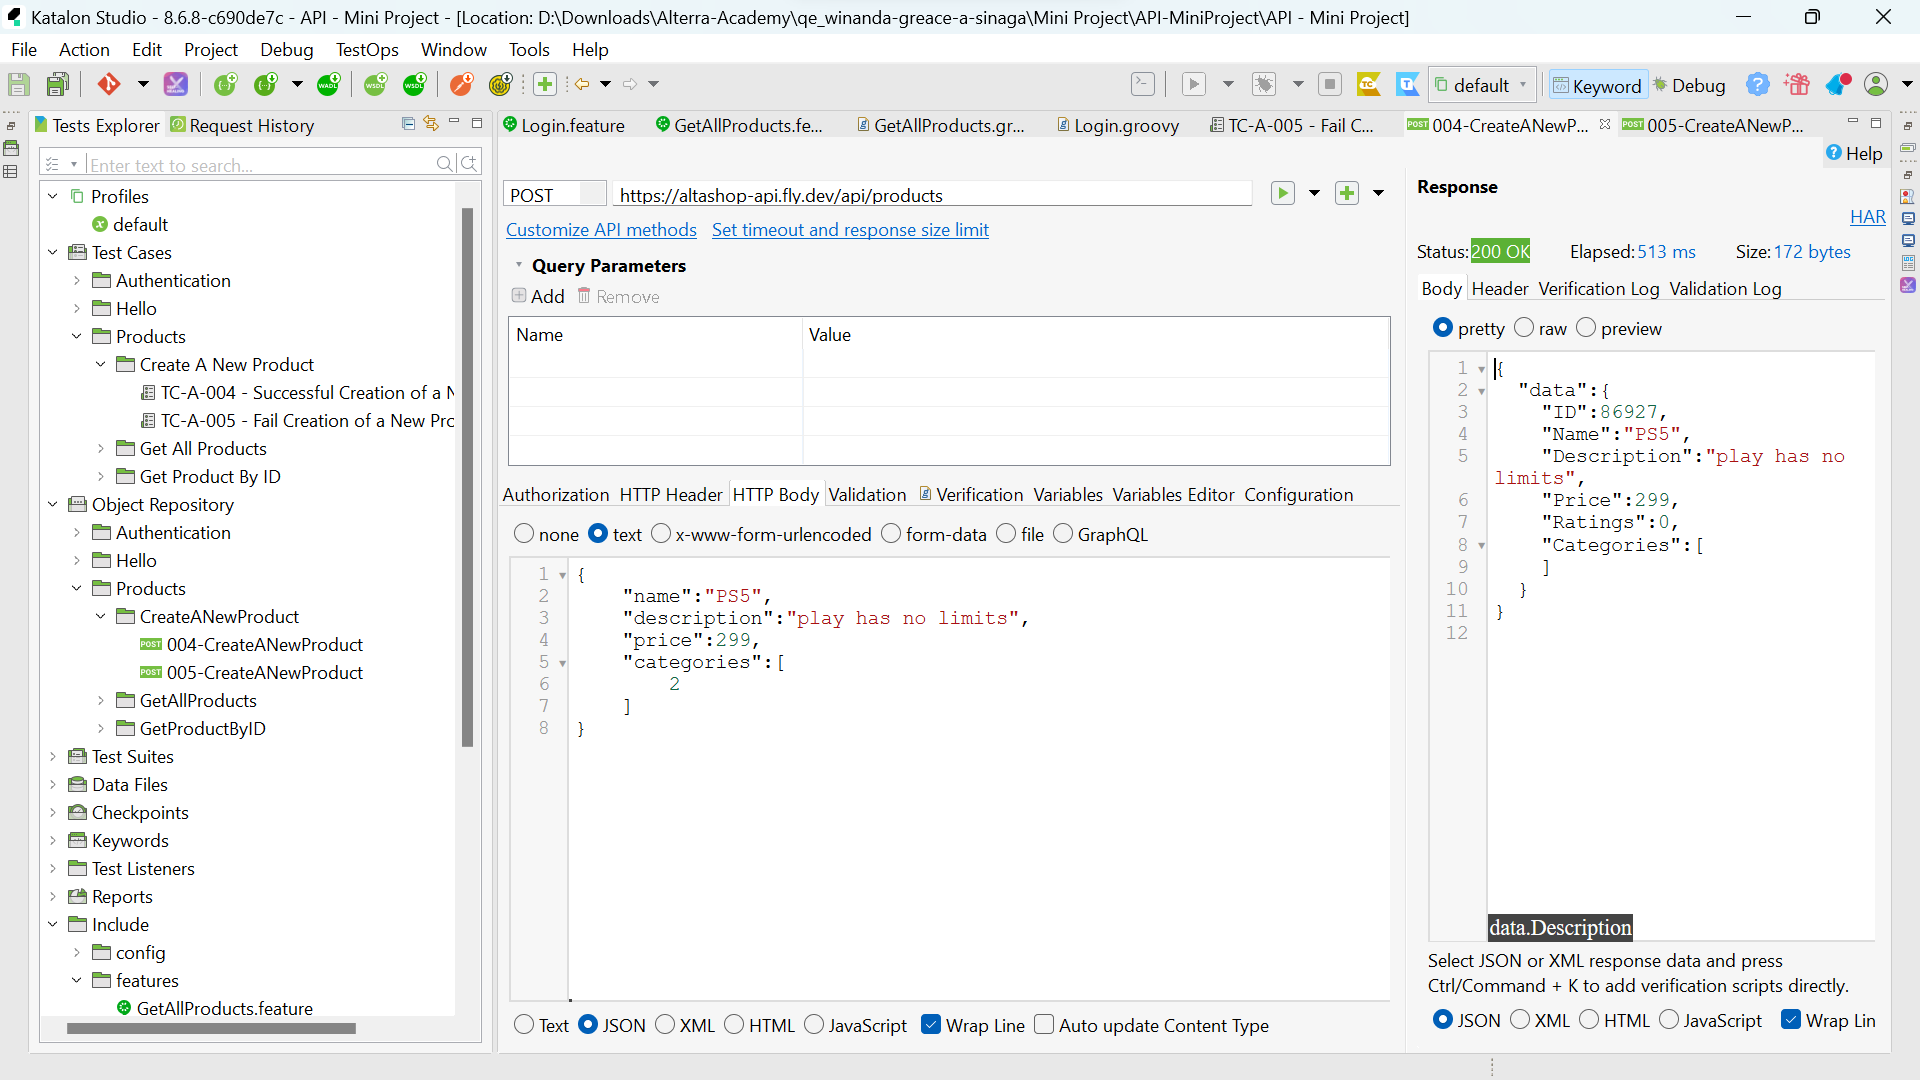 Katalon Studio - 8.6.8-c690de7c - API - Mini Project - [Location: D:\Downloads\Alterra-Academy\qe_winanda-greace-a-sinaga\Mini Project\API-MiniProject\API - Mini Project]
File Action Edit Project Debug TestOps Window Tools Help
default Keyword Debug
Tests Explorer Request History
Enter text to search...
Profiles
default
Test Cases
Authentication
Hello
Products
Create A New Product
TC-A-004 - Successful Creation of a N
TC-A-005 - Fail Creation of a New Pro
Get All Products
Get Product By ID
Object Repository
Authentication
Hello
Products
CreateANewProduct
POST 004-CreateANewProduct
POST 005-CreateANewProduct
GetAllProducts
GetProductByID
Test Suites
Data Files
Checkpoints
Keywords
Test Listeners
Reports
Include
config
features
GetAllProducts.feature
Login.feature GetAllProducts.fe... GetAllProducts.gr... Login.groovy TC-A-005 - Fail C... POST 004-CreateANewP... POST 005-CreateANewP...
Help
POST https://altashop-api.fly.dev/api/products
Customize API methods Set timeout and response size limit
Query Parameters
Add Remove
Name Value
Authorization HTTP Header HTTP Body Validation Verification Variables Variables Editor Configuration
none text x-www-form-urlencoded form-data file GraphQL
1 {
2 "name":"PS5",
3 "description":"play has no limits",
4 "price":299,
5 "categories":[
6 2
7 ]
8 }
Text JSON XML HTML JavaScript Wrap Line Auto update Content Type
Response
HAR
Status: 200 OK Elapsed: 513 ms Size: 172 bytes
Body Header Verification Log Validation Log
pretty raw preview
1 {
2 "data":{
3 "ID":86927,
4 "Name":"PS5",
5 "Description":"play has no
limits",
6 "Price":299,
7 "Ratings":0,
8 "Categories":[
9 ]
10 }
11 }
12
data.Description
Select JSON or XML response data and press
Ctrl/Command + K to add verification scripts directly.
JSON XML HTML JavaScript Wrap Lin